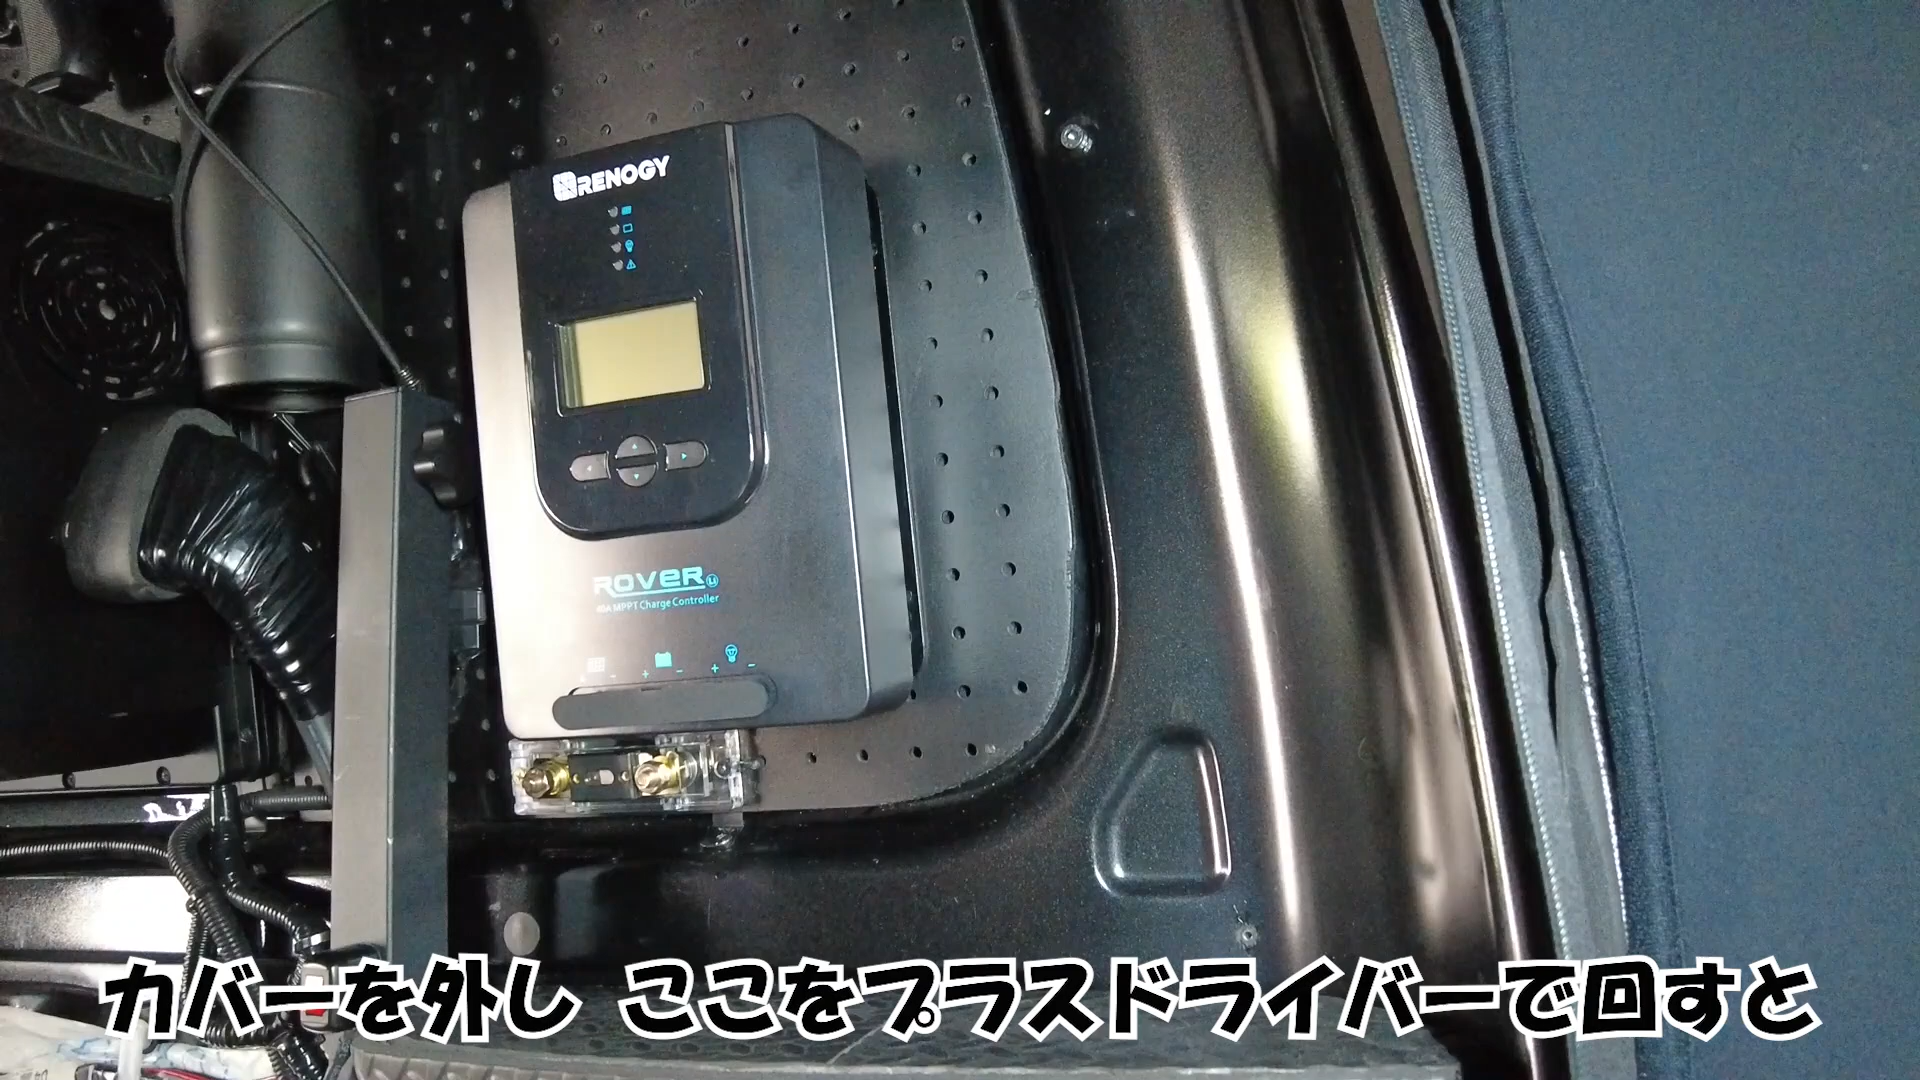 RENOGY
ROVER Li
40A MPPT Charge Controller
+ - + -
カバーを外し ここをプラスドライバーで回すと